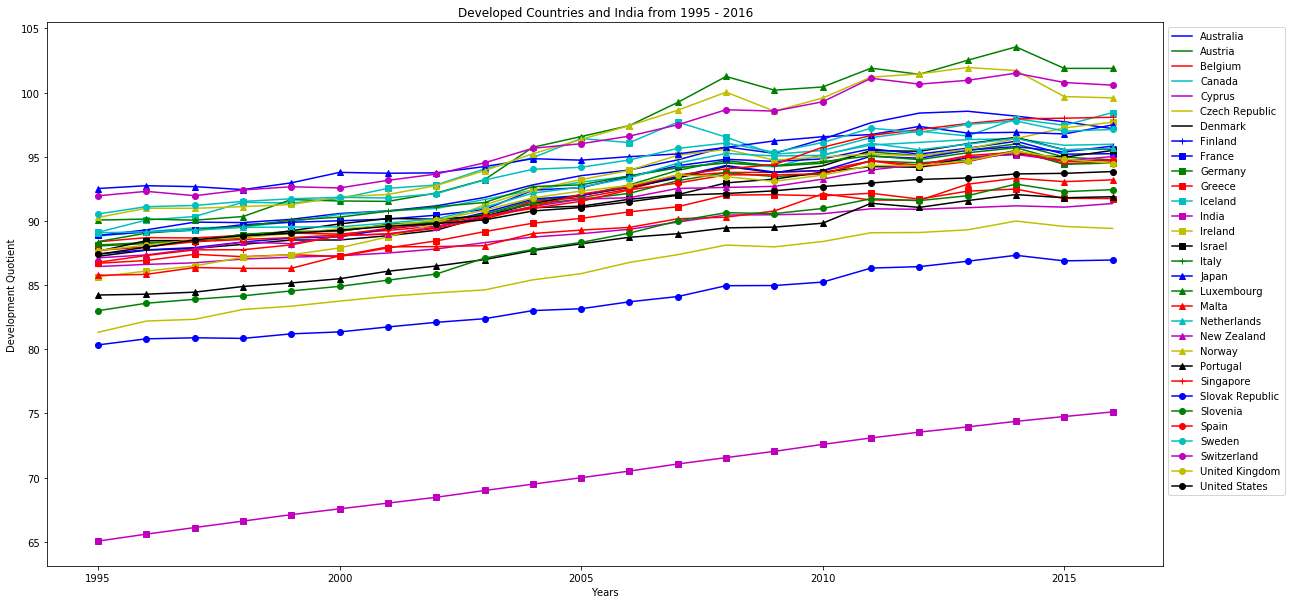 Developed Countries and India from 1995 - 2016
Development Quotient
105
100
95
90
85
80
75
70
65
1995
2000
2005
2010
2015
Years
Australia
Austria
Belgium
Canada
Cyprus
Czech Republic
Denmark
Finland
France
Germany
Greece
Iceland
India
Ireland
Israel
Italy
Japan
Luxembourg
Malta
Netherlands
New Zealand
Norway
Portugal
Singapore
Slovak Republic
Slovenia
Spain
Sweden
Switzerland
United Kingdom
United States